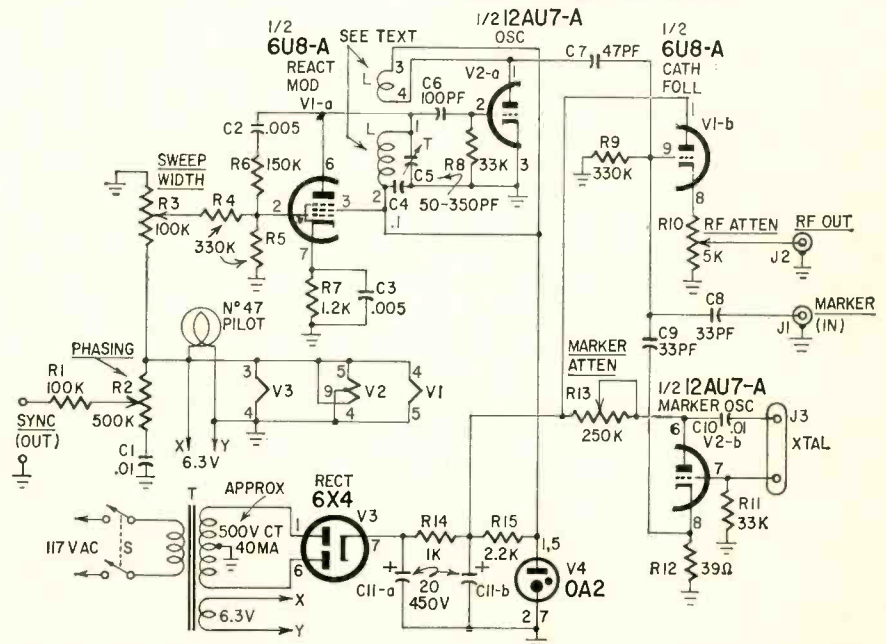 1/2
6U8-A
REACT
MOD
V1-a
SEE TEXT
L
3
4
1/2 12AU7-A
OSC
V2-a
1
C7
47PF
1/2
6U8-A
CATH
FOLL
V1-b
1
C6
100PF
2
3
C2
.005
R6
150K
6
L
1
T
R8
33K
R9
330K
9
8
SWEEP
WIDTH
R3
100K
R4
330K
2
3
2
C5
C4
.1
50-350PF
R5
7
R10
5K
RF ATTEN
RF OUT
J2
R7
1.2K
C3
.005
C8
33PF
MARKER
(IN)
J1
C9
33PF
Nº47
PILOT
PHASING
R1
100K
R2
500K
SYNC
(OUT)
C1
.01
X
Y
6.3V
3
V3
4
5
9
V2
4
4
V1
5
MARKER
ATTEN
R13
250K
1/2 12AU7-A
MARKER OSC
6
C10
.01
V2-b
J3
XTAL
7
R11
33K
8
R12
39Ω
T
APPROX
500V CT
40MA
RECT
6X4
V3
1
6
7
R14
1K
R15
2.2K
117VAC
S
+
C11-a
20
450V
+
C11-b
1,5
V4
0A2
2
7
6.3V
X
Y